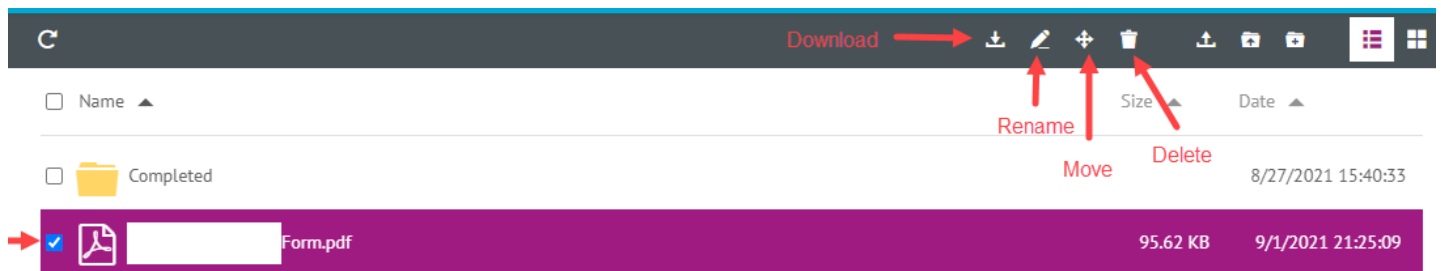 Download
Rename
Move
Delete
Name Size Date
Completed 8/27/2021 15:40:33
Form.pdf 95.62 KB 9/1/2021 21:25:09